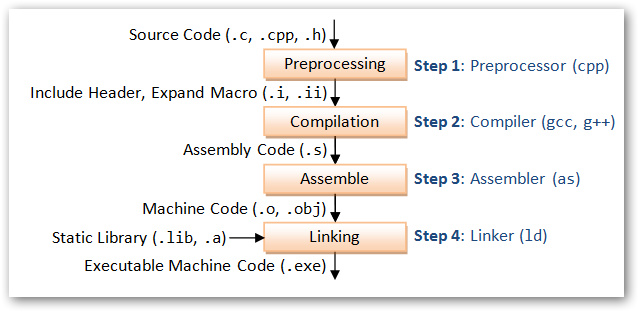 Source Code (.c, .cpp, .h)
Preprocessing
Step 1: Preprocessor (cpp)
Include Header, Expand Macro (.i, .ii)
Compilation
Step 2: Compiler (gcc, g++)
Assembly Code (.s)
Assemble
Step 3: Assembler (as)
Machine Code (.o, .obj)
Static Library (.lib, .a)
Linking
Step 4: Linker (ld)
Executable Machine Code (.exe)